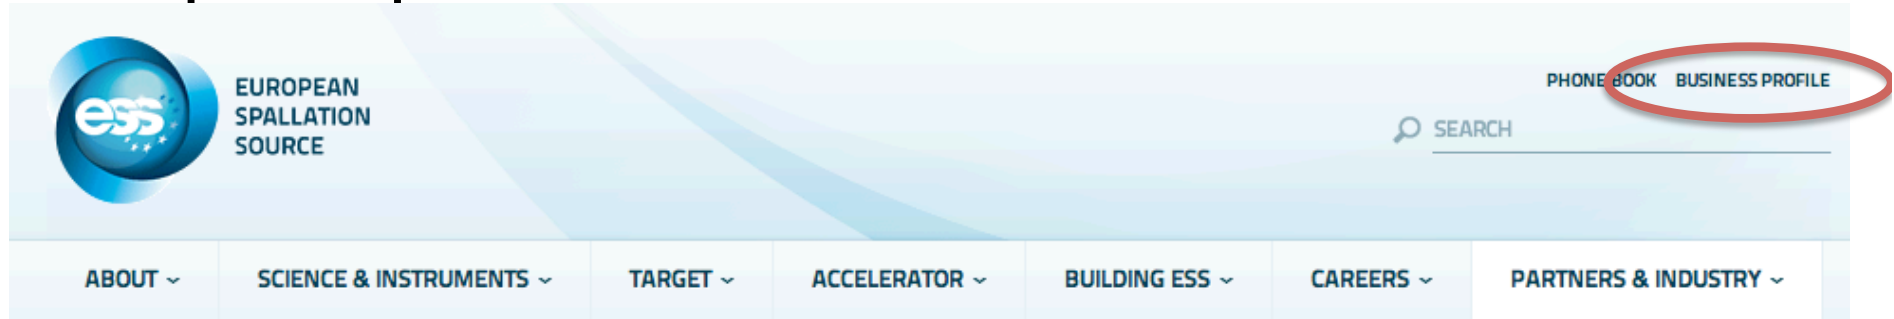 ess
EUROPEAN
SPALLATION
SOURCE
PHONE BOOK BUSINESS PROFILE
SEARCH
ABOUT SCIENCE & INSTRUMENTS TARGET ACCELERATOR BUILDING ESS CAREERS PARTNERS & INDUSTRY